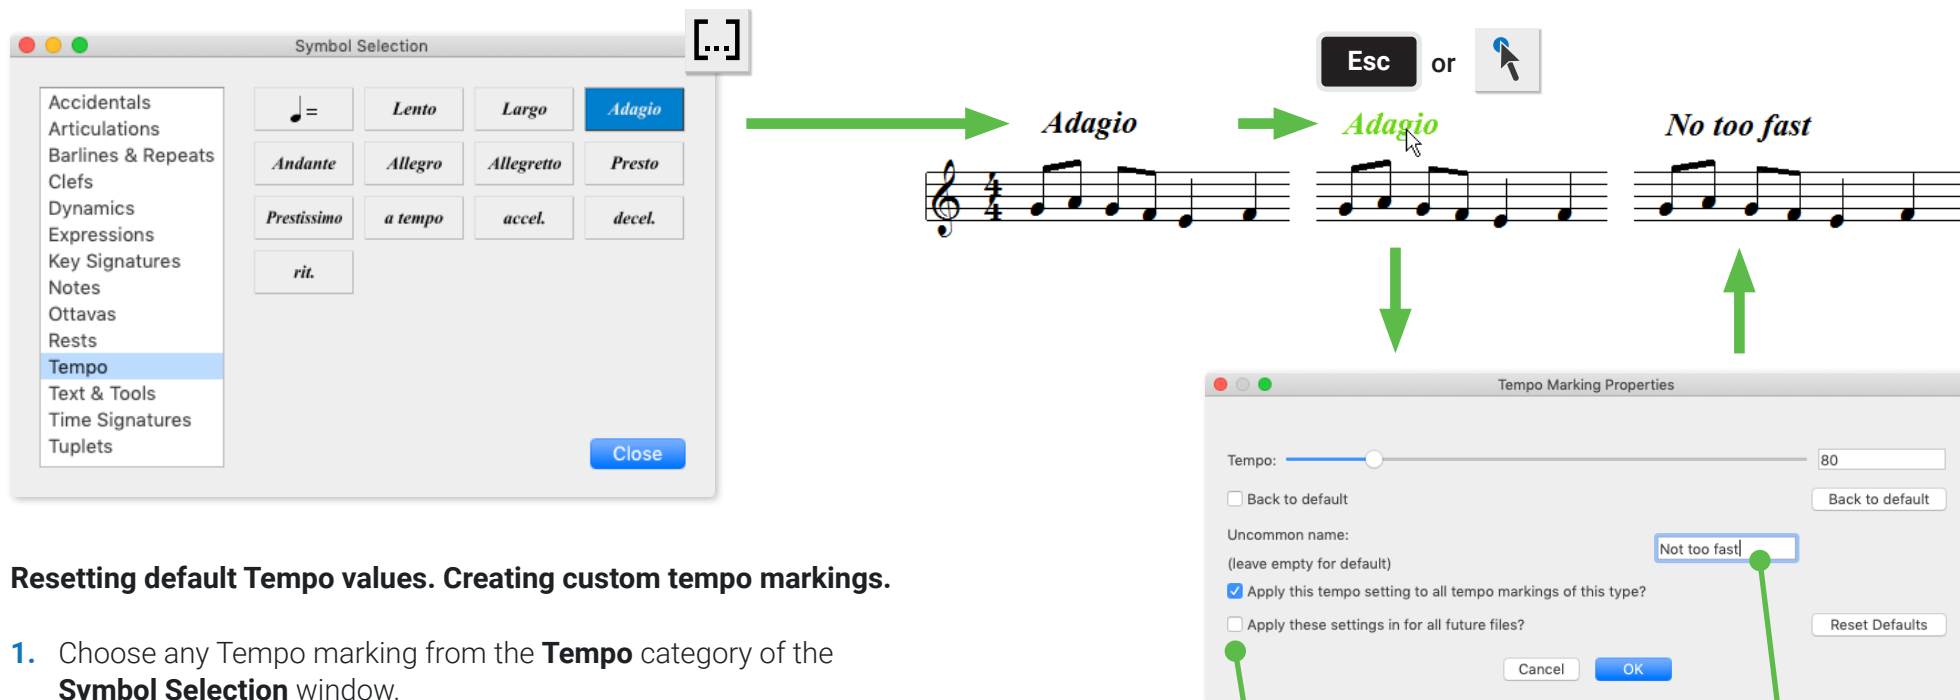 [...]
Symbol Selection
Accidentals
Articulations
Barlines & Repeats
Clefs
Dynamics
Expressions
Key Signatures
Notes
Ottavas
Rests
Tempo
Text & Tools
Time Signatures
Tuplets
♩= Lento Largo Adagio
Andante Allegro Allegretto Presto
Prestissimo a tempo accel. decel.
rit.
Close
Esc or
Adagio Adagio No too fast
4
4
Tempo Marking Properties
Tempo: 80
Back to default Back to default
Uncommon name:
Not too fast
(leave empty for default)
Apply this tempo setting to all tempo markings of this type?
Apply these settings in for all future files? Reset Defaults
Cancel OK
Resetting default Tempo values. Creating custom tempo markings.
1. Choose any Tempo marking from the Tempo category of the
Symbol Selection window.